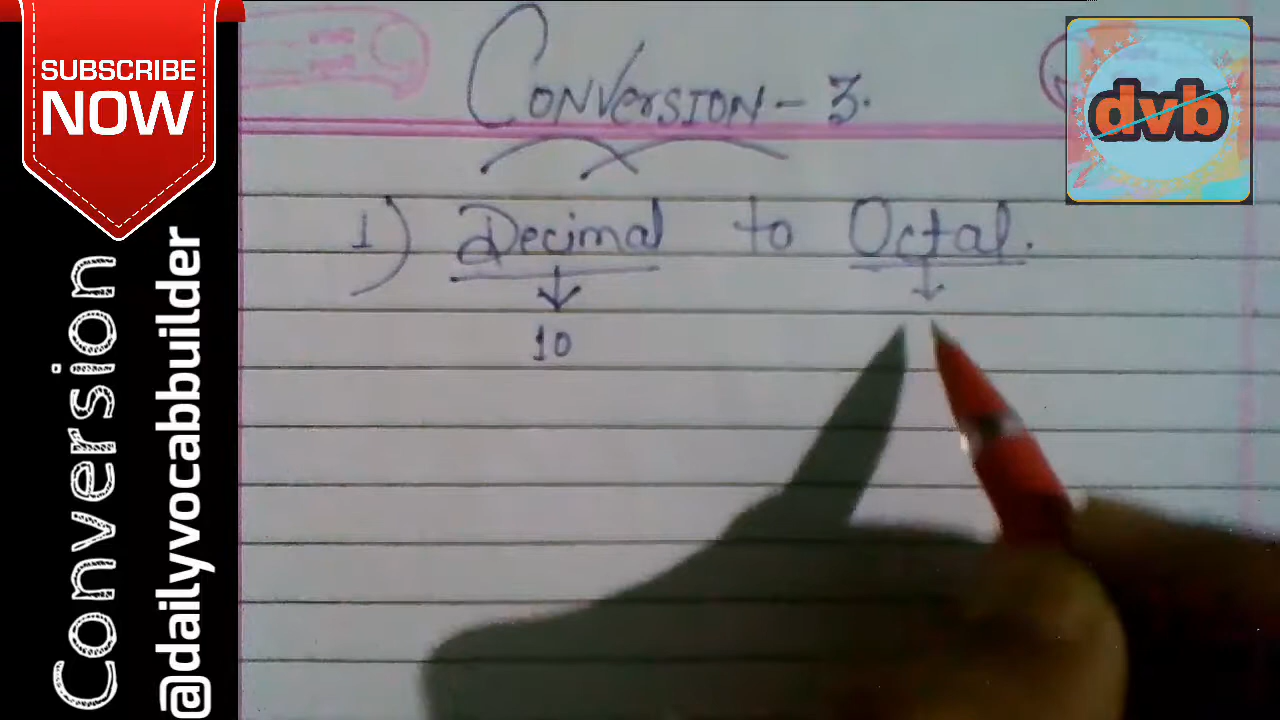 SUBSCRIBE
NOW
Conversion
@dailyvocabbuilder
dvb
Conversion - 3.
1) Decimal to Octal.
10